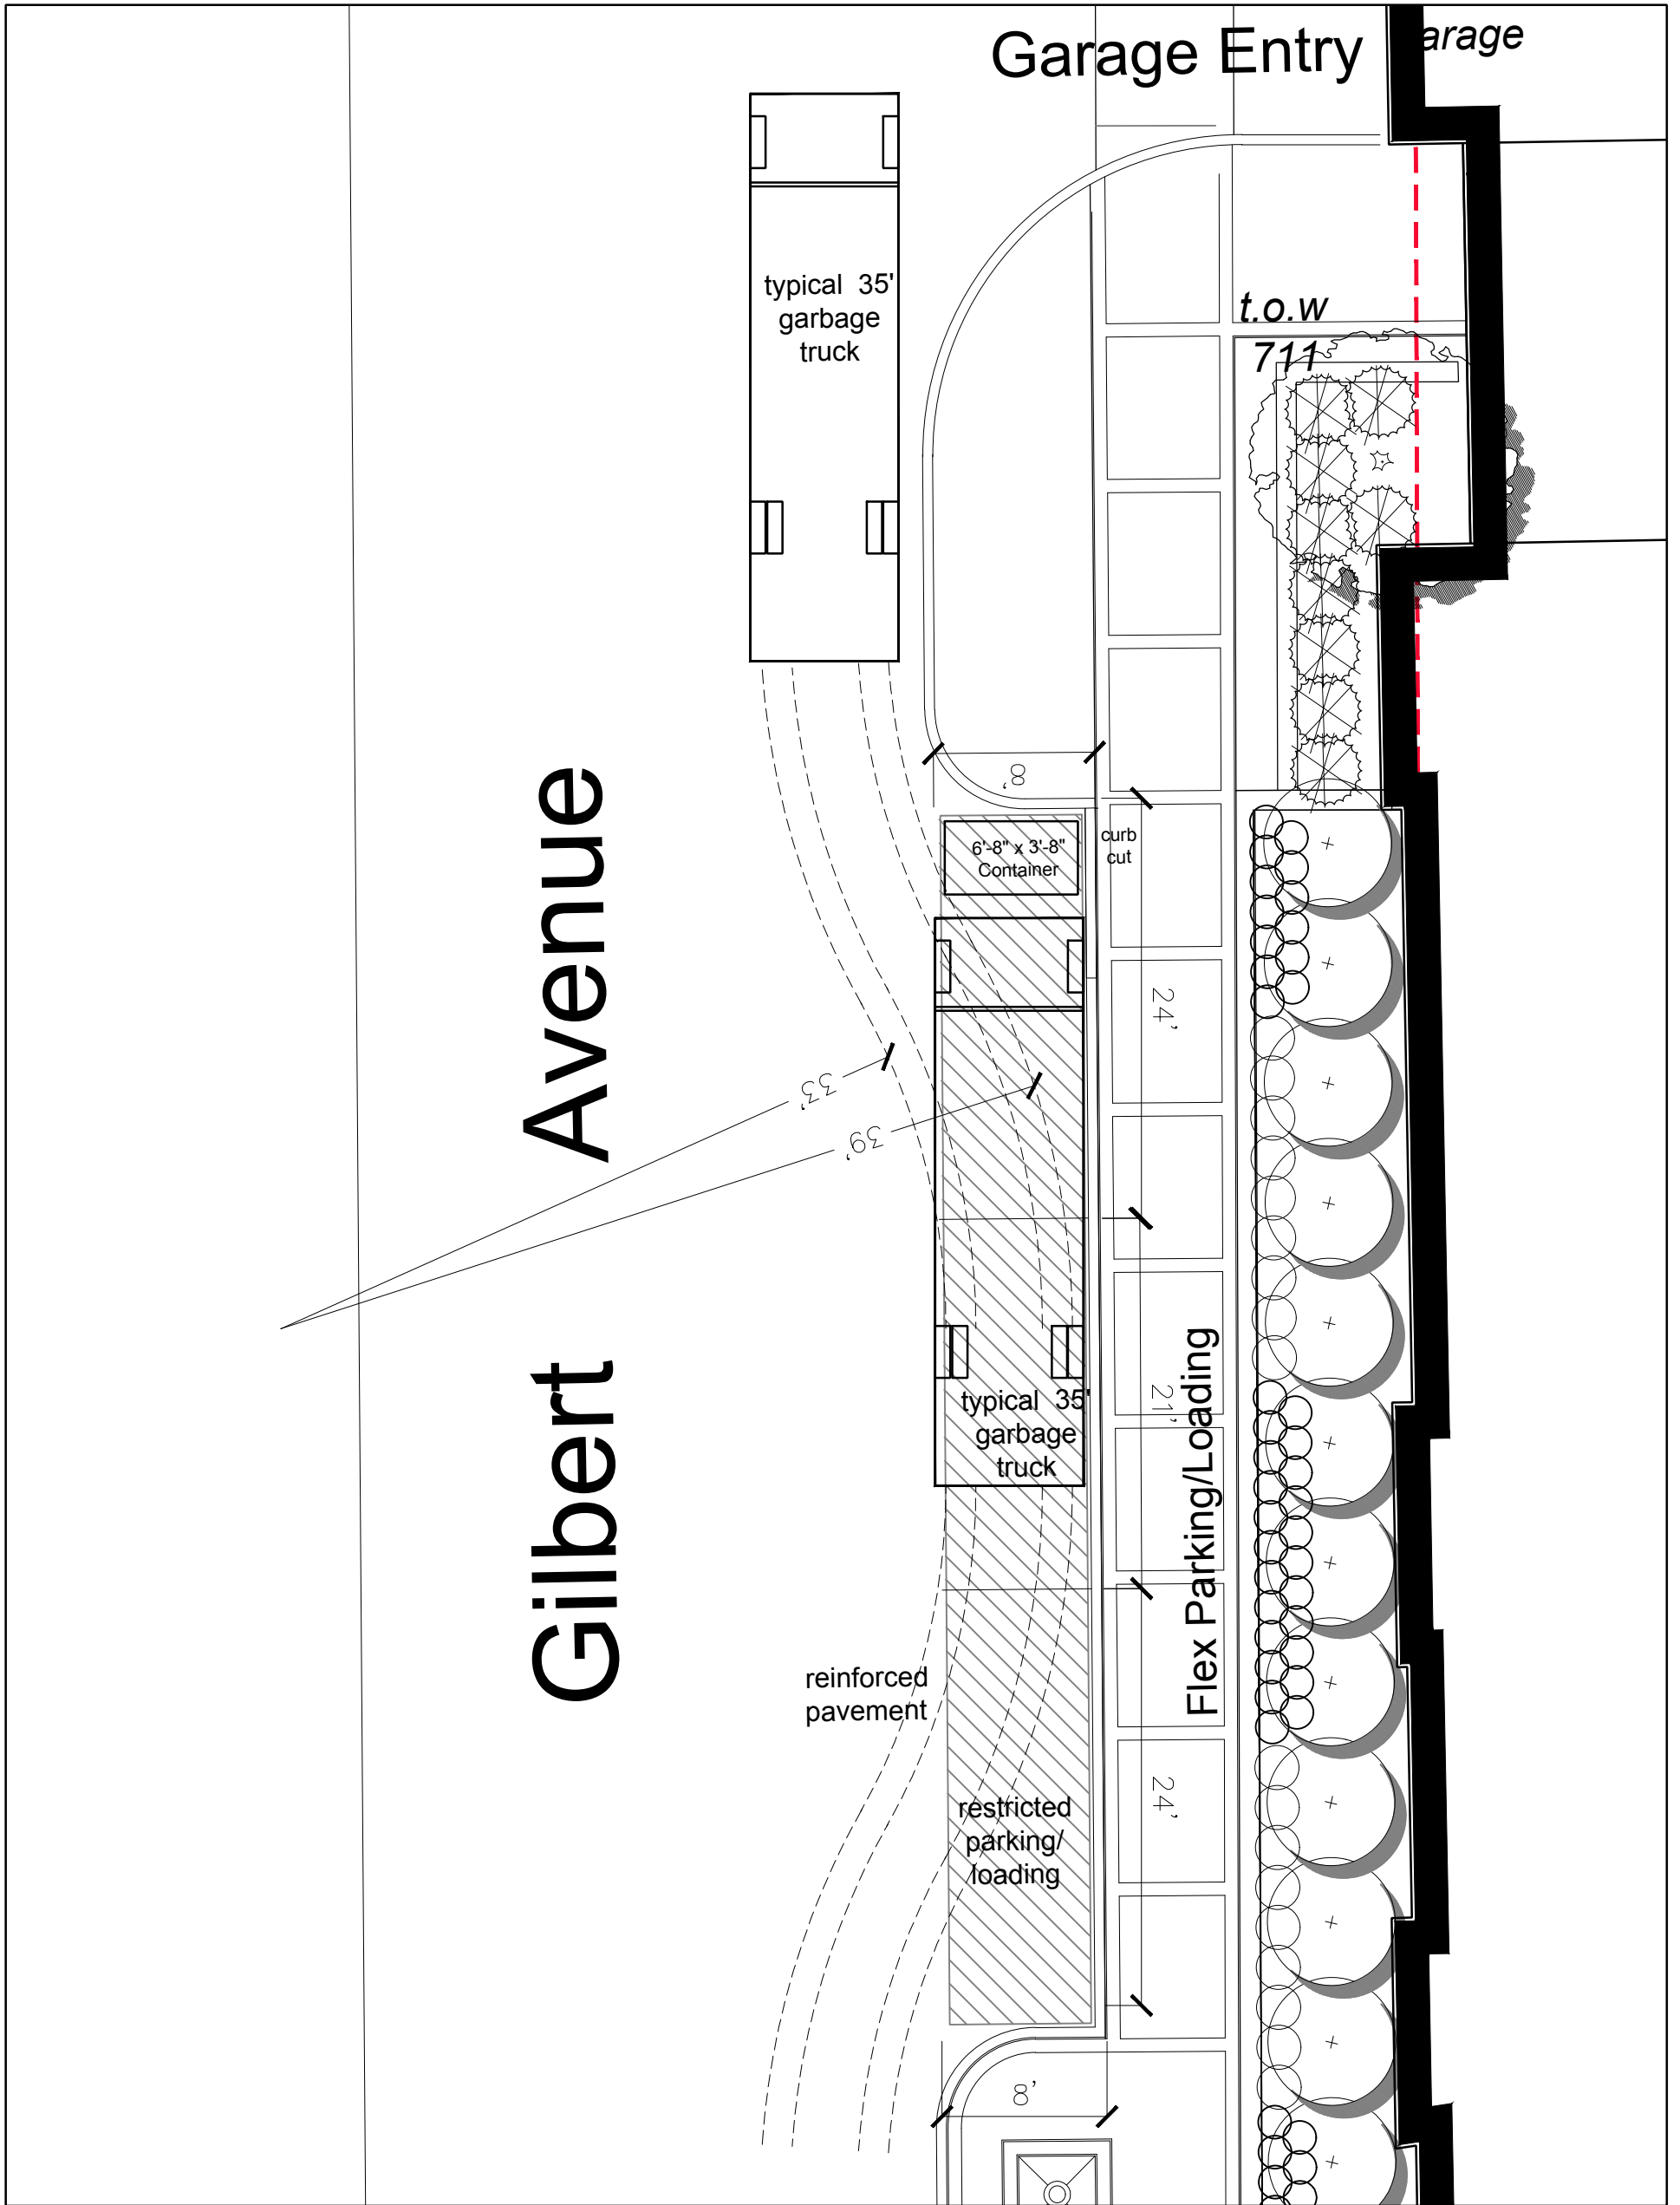 Garage Entry
arage
typical 35'
garbage
truck
t.o.w
711
8'
6'-8" x 3'-8"
Container
curb
cut
24'
33'
39'
Gilbert Avenue
typical 35'
garbage
truck
21'
Flex Parking/Loading
reinforced
pavement
restricted
parking/
loading
24'
8'